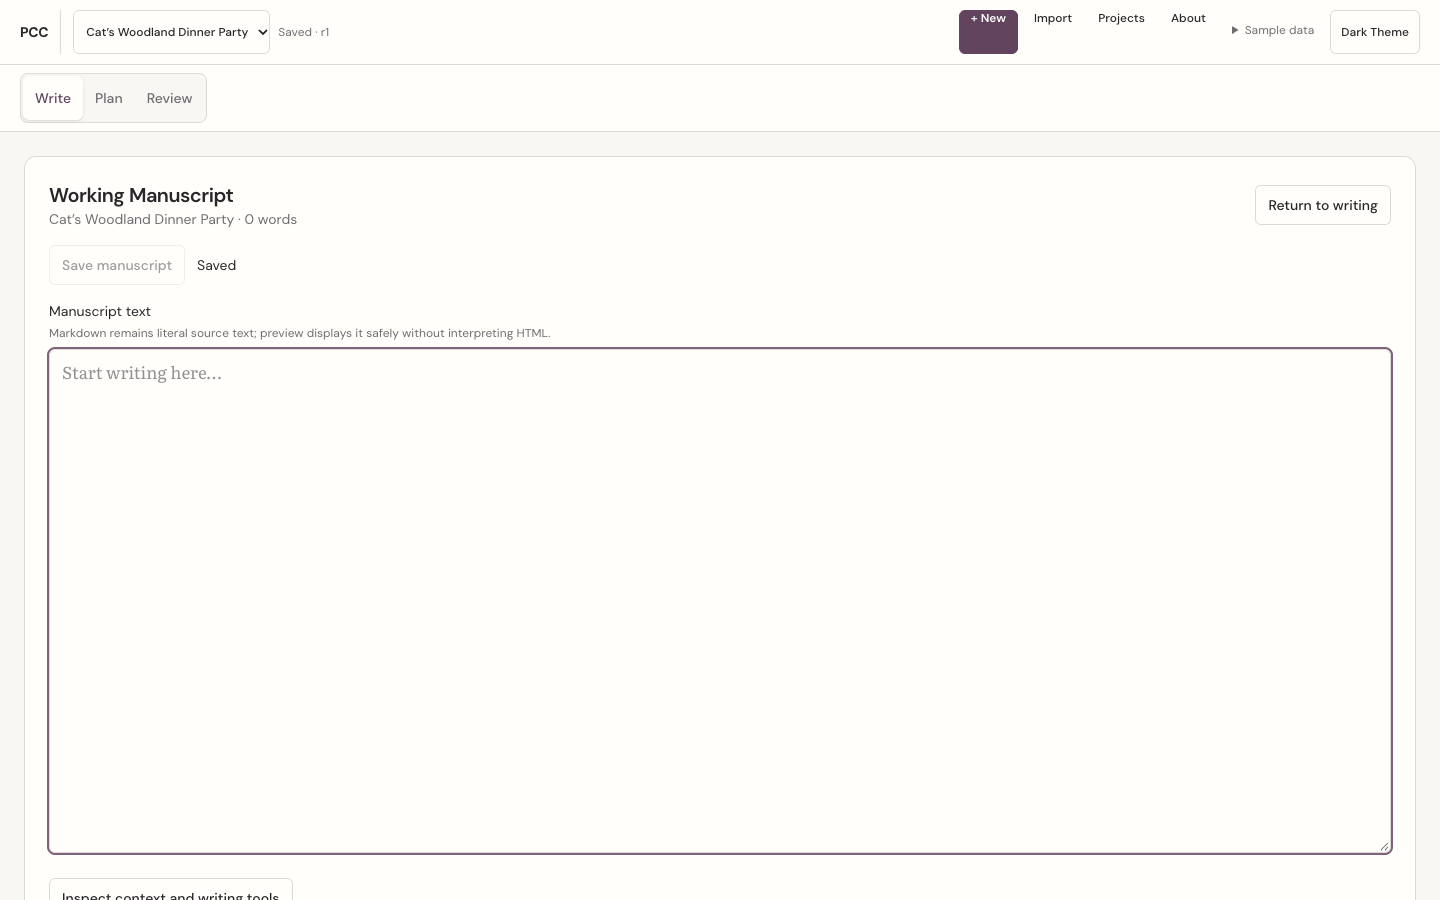 PCC
Cat’s Woodland Dinner Party
Saved · r1
+ New
Import
Projects
About
Sample data
Dark Theme
Write
Plan
Review
Working Manuscript
Cat’s Woodland Dinner Party · 0 words
Return to writing
Save manuscript
Saved
Manuscript text
Markdown remains literal source text; preview displays it safely without interpreting HTML.
Start writing here…
Inspect context and writing tools